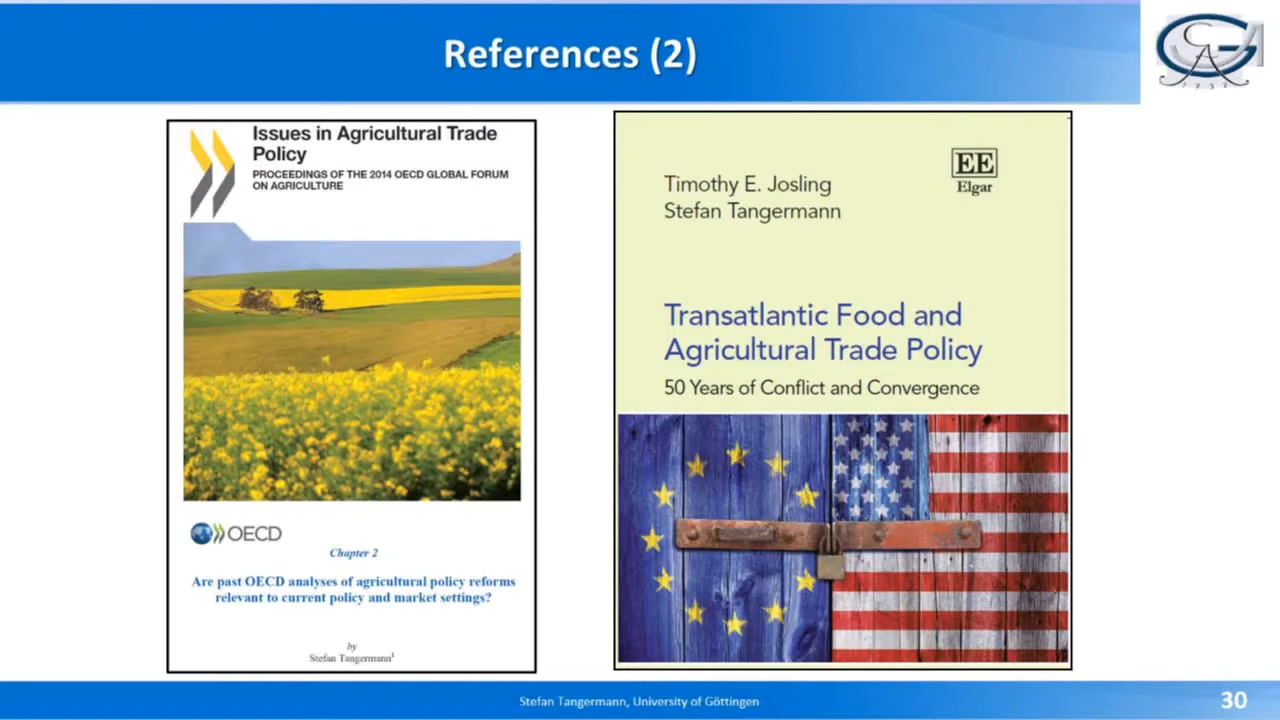 References (2)
Issues in Agricultural Trade
Policy
PROCEEDINGS OF THE 2014 OECD GLOBAL FORUM
ON AGRICULTURE
OECD
Chapter 2
Are past OECD analyses of agricultural policy reforms
relevant to current policy and market settings?
by
Stefan Tangermann1
EE
Elgar
Timothy E. Josling
Stefan Tangermann
Transatlantic Food and
Agricultural Trade Policy
50 Years of Conflict and Convergence
Stefan Tangermann, University of Göttingen
30